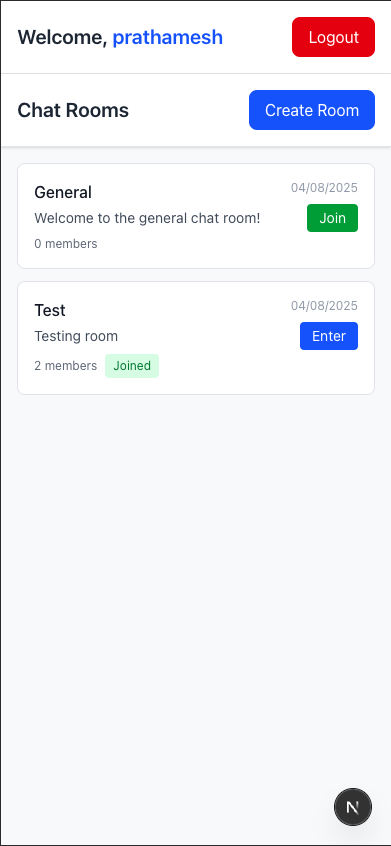 Welcome, prathamesh
Logout
Chat Rooms
Create Room
General
04/08/2025
Welcome to the general chat room!
Join
0 members
Test
04/08/2025
Testing room
Enter
2 members
Joined
N